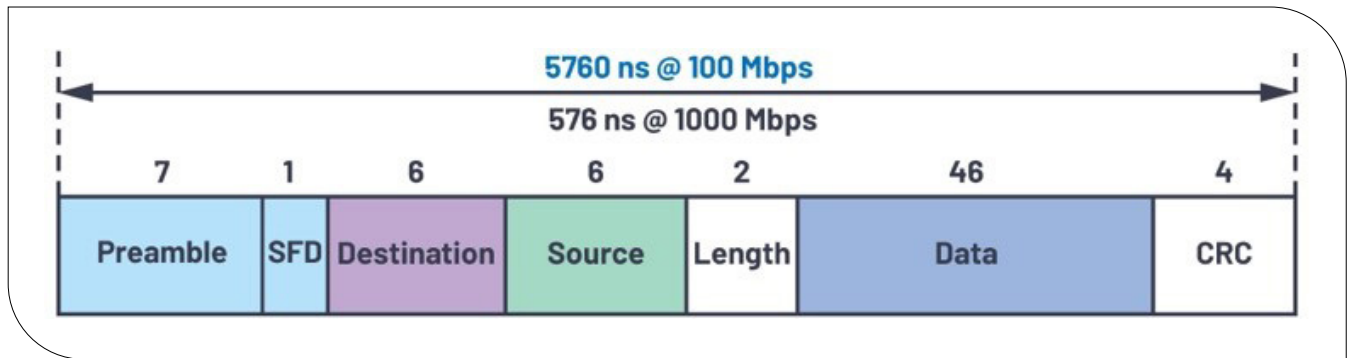 5760 ns @ 100 Mbps
576 ns @ 1000 Mbps
7 1 6 6 2 46 4
Preamble SFD Destination Source Length Data CRC